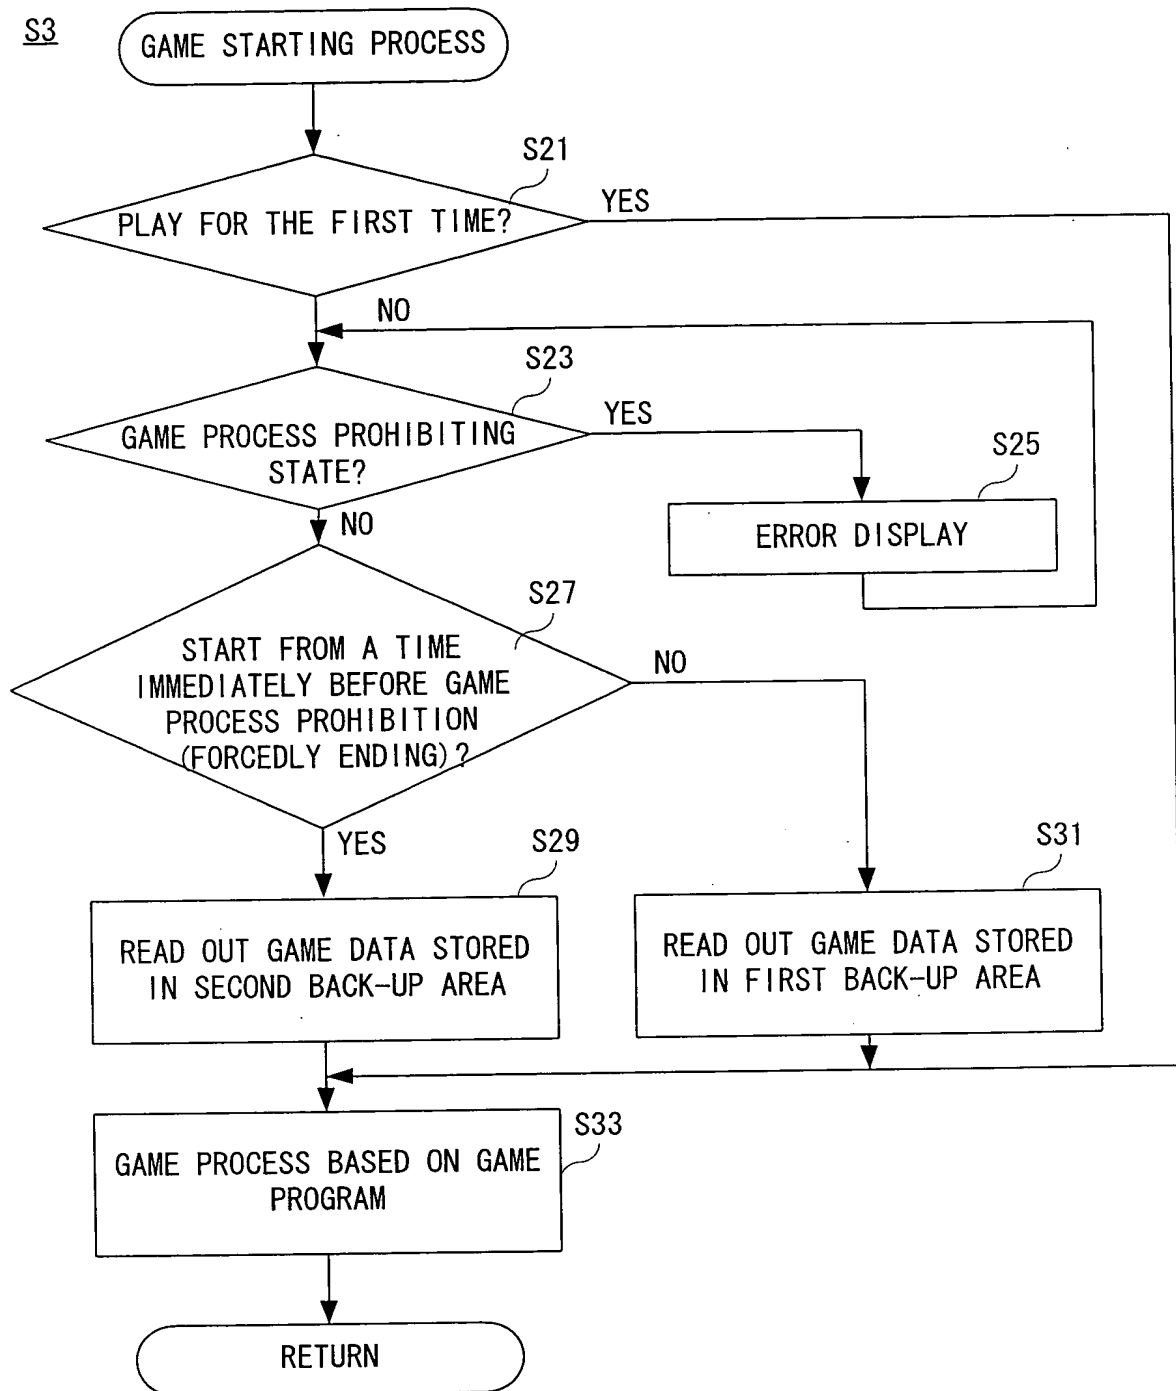 S3
GAME STARTING PROCESS
S21
PLAY FOR THE FIRST TIME?
YES
NO
S23
GAME PROCESS PROHIBITING
STATE?
YES
S25
ERROR DISPLAY
NO
S27
START FROM A TIME
IMMEDIATELY BEFORE GAME
PROCESS PROHIBITION
(FORCEDLY ENDING)?
NO
YES
S29
READ OUT GAME DATA STORED
IN SECOND BACK-UP AREA
S31
READ OUT GAME DATA STORED
IN FIRST BACK-UP AREA
S33
GAME PROCESS BASED ON GAME
PROGRAM
RETURN